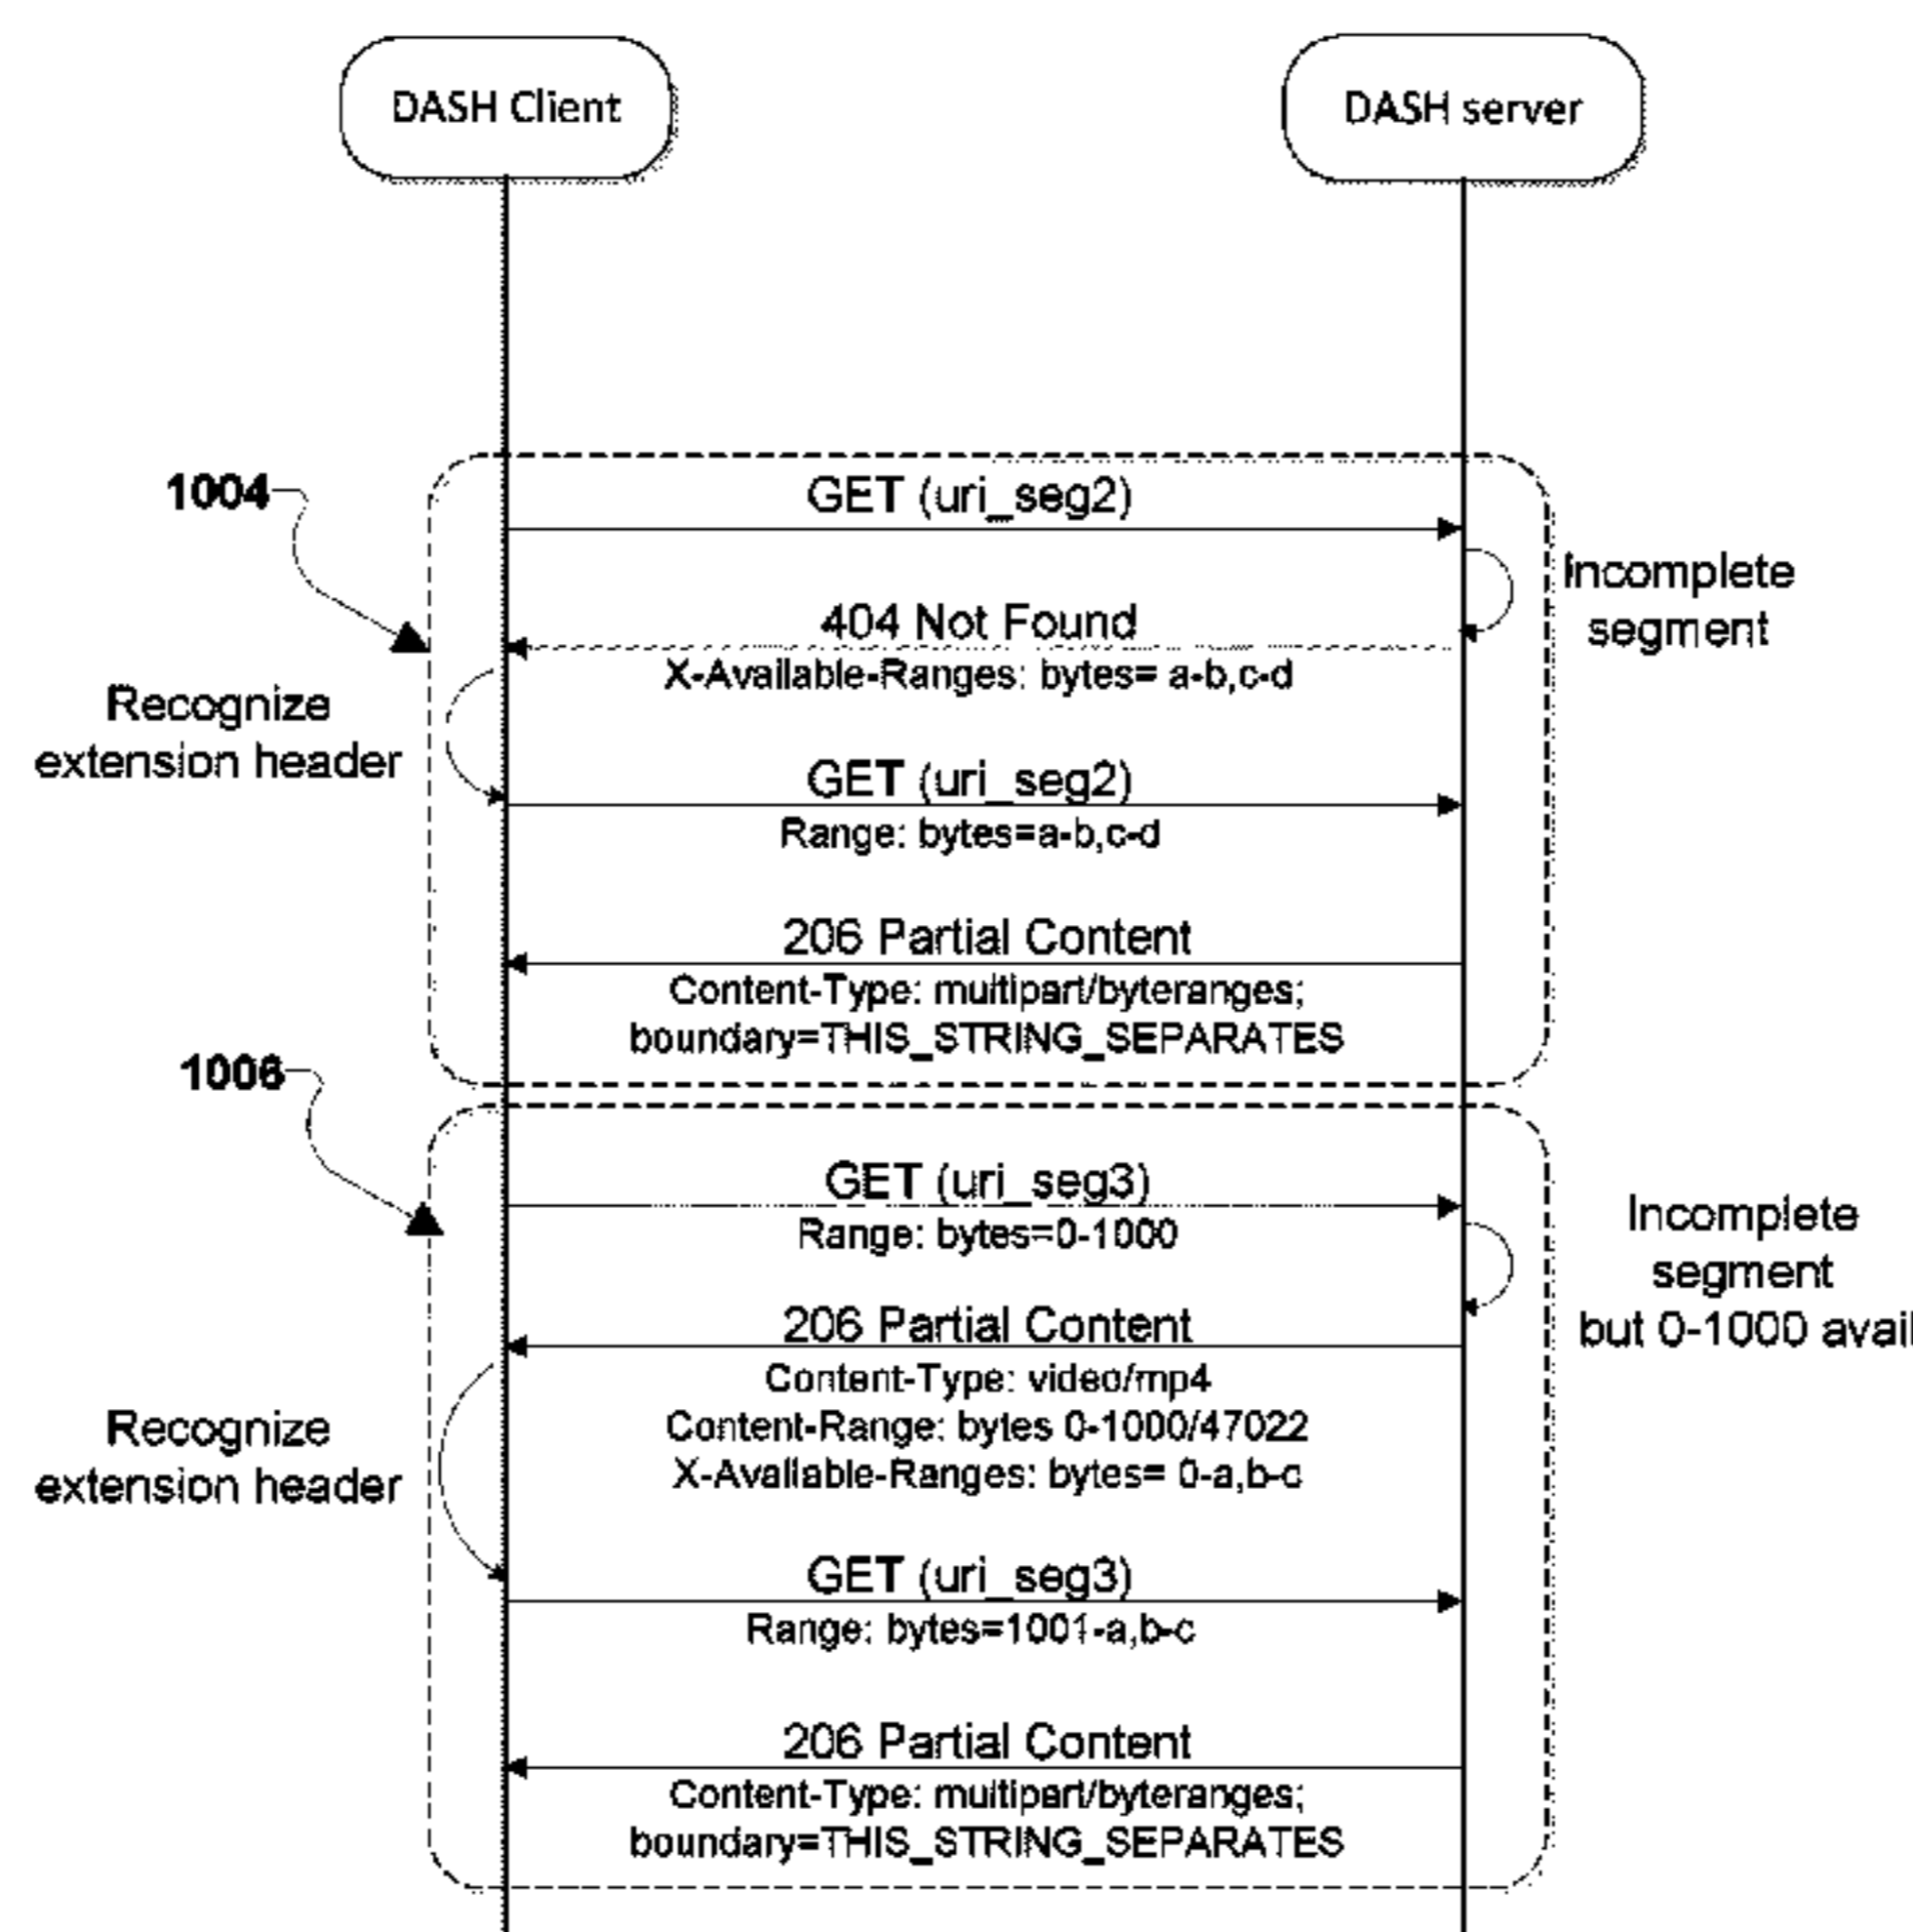 DASH Client
DASH server
1004
GET (uri_seg2)
Incomplete
segment
404 Not Found
X-Available-Ranges: bytes= a-b,c-d
Recognize
extension header
GET (uri_seg2)
Range: bytes=a-b,c-d
206 Partial Content
Content-Type: multipart/byteranges;
boundary=THIS_STRING_SEPARATES
1006
GET (uri_seg3)
Range: bytes=0-1000
Incomplete
segment
but 0-1000 avail
206 Partial Content
Content-Type: video/mp4
Content-Range: bytes 0-1000/47022
X-Available-Ranges: bytes= 0-a,b-c
Recognize
extension header
GET (uri_seg3)
Range: bytes=1001-a,b-c
206 Partial Content
Content-Type: multipart/byteranges;
boundary=THIS_STRING_SEPARATES